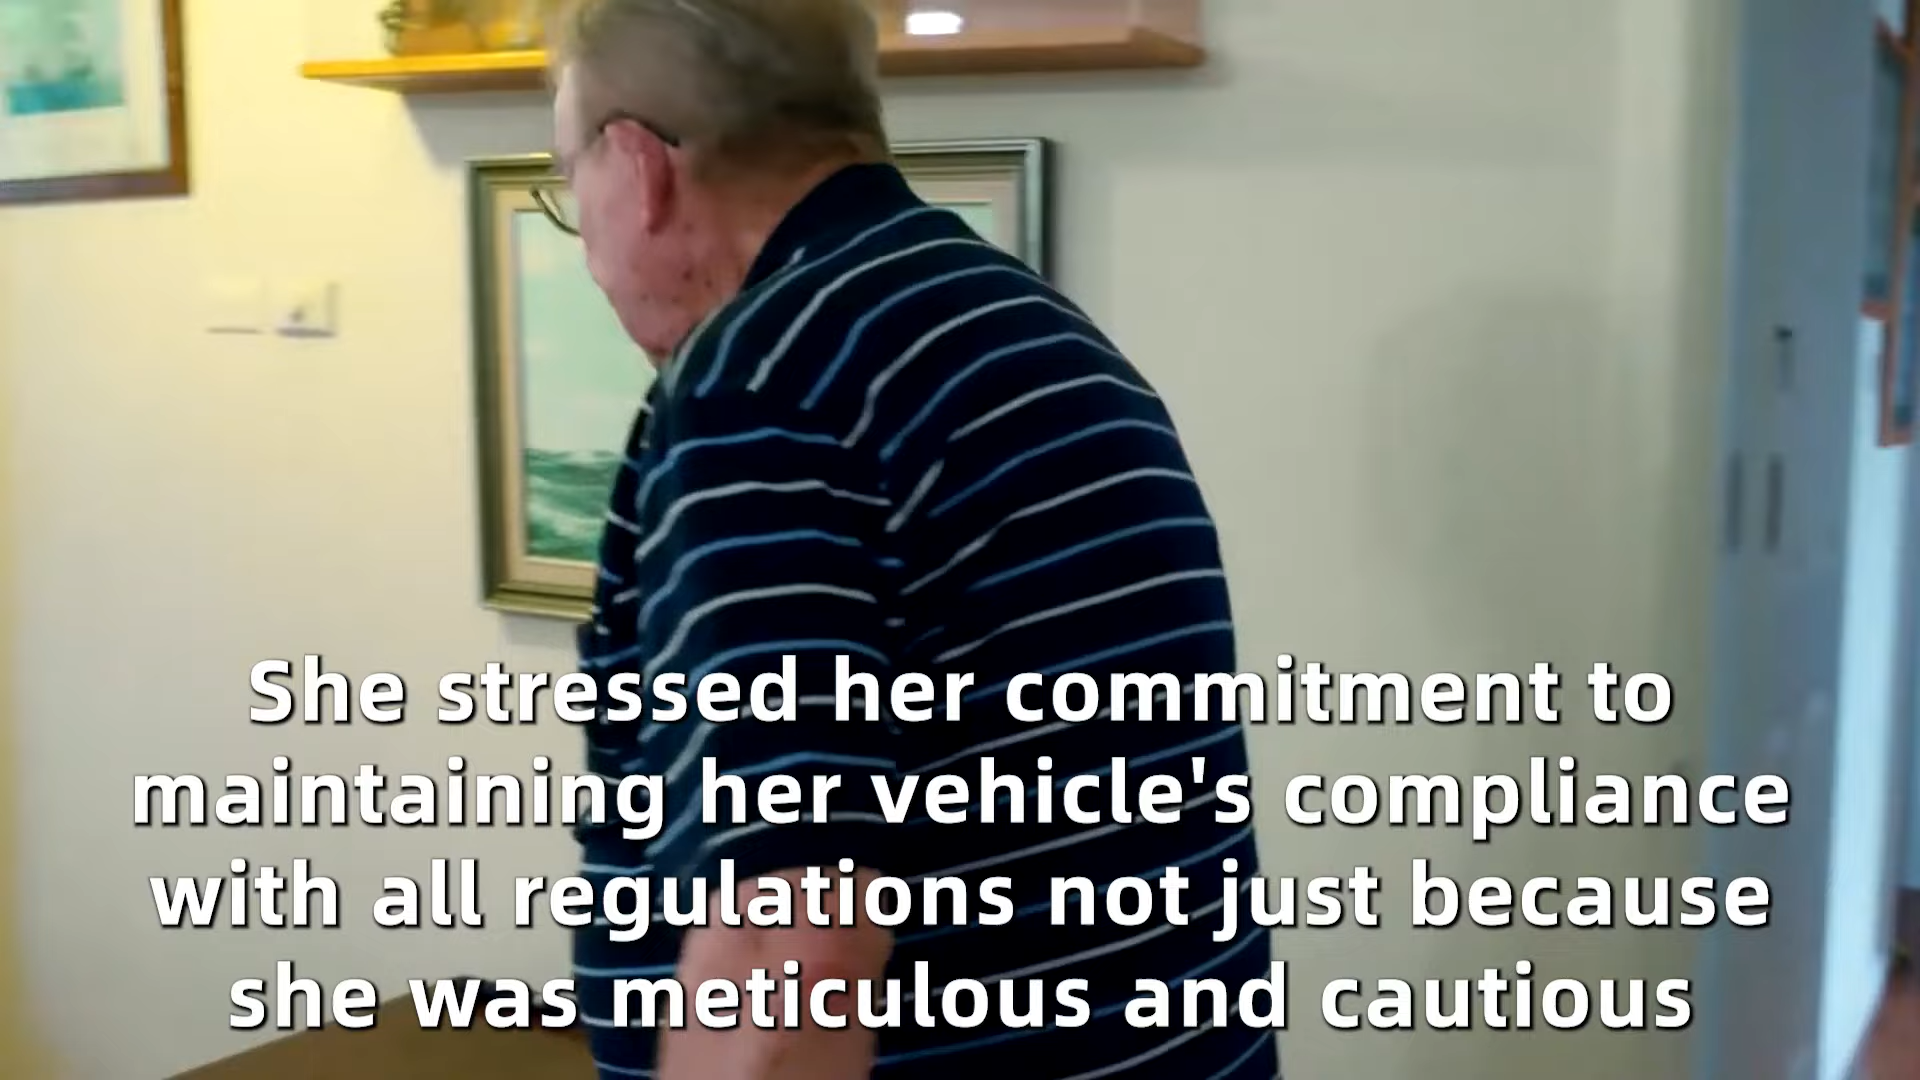 She stressed her commitment to
maintaining her vehicle's compliance
with all regulations not just because
she was meticulous and cautious